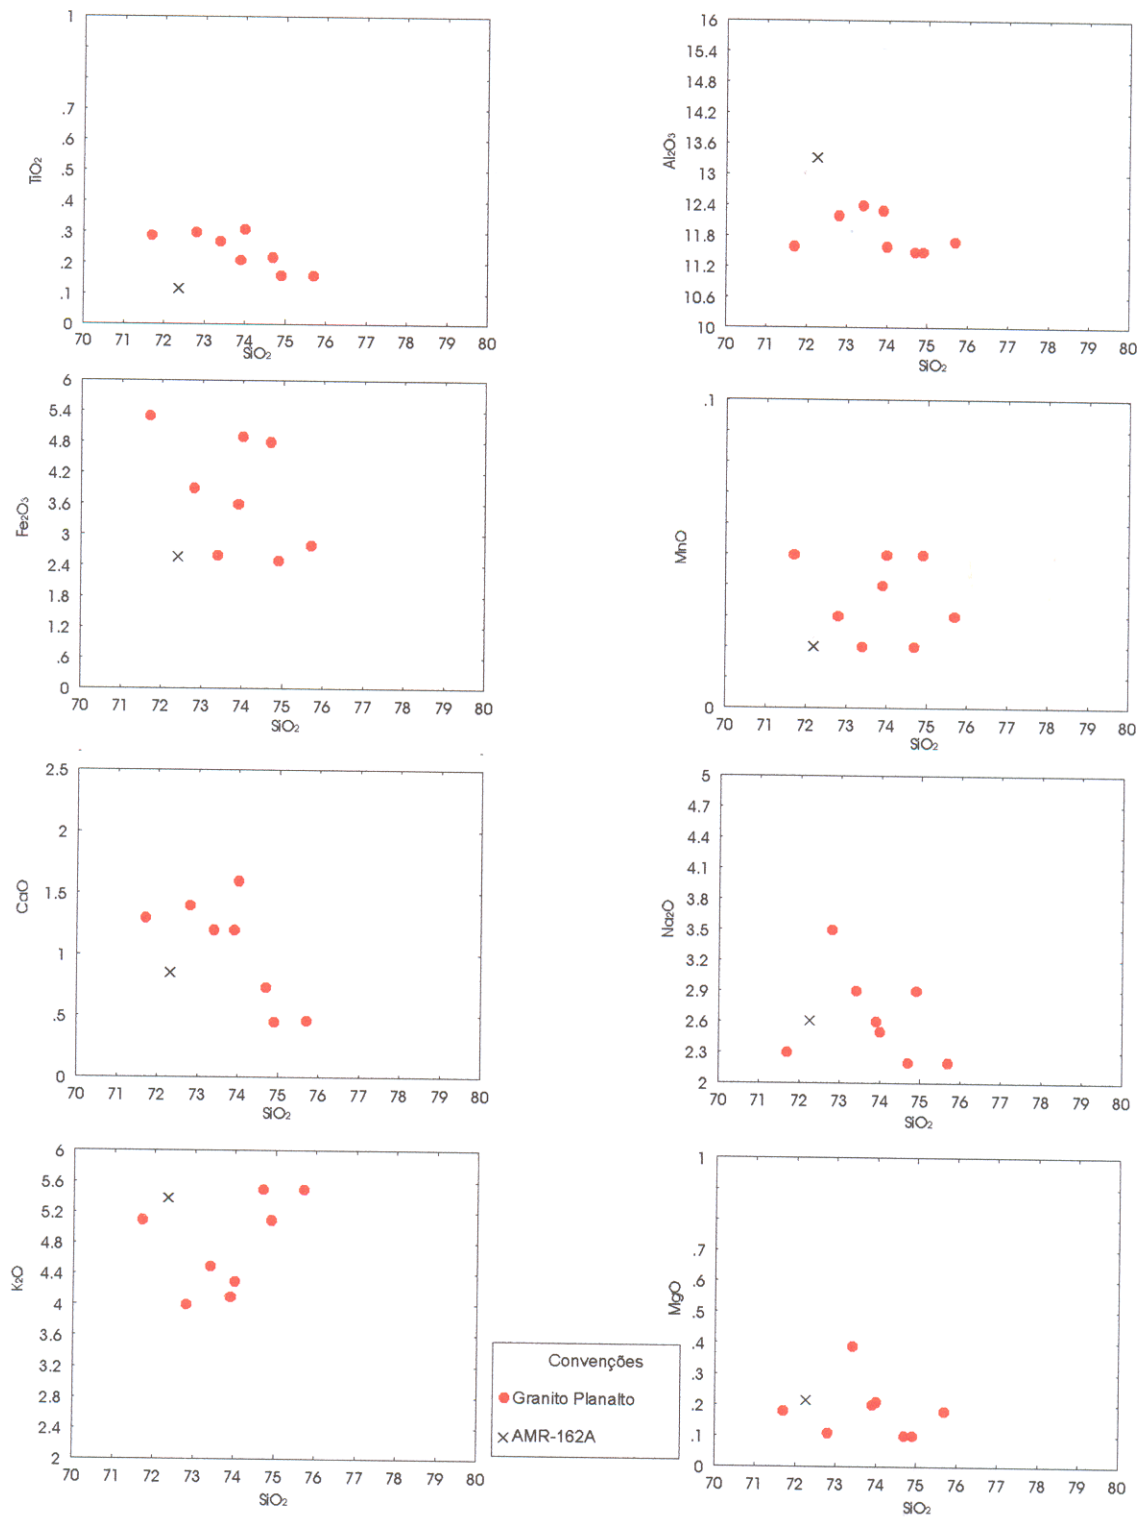 1
.7
.6
.5
.4
.3
.2
.1
0
TiO₂
70 71 72 73 74 75 76 77 78 79 80
SiO₂
16
15.4
14.8
14.2
13.6
13
12.4
11.8
11.2
10.6
10
Al₂O₃
70 71 72 73 74 75 76 77 78 79 80
SiO₂
6
5.4
4.8
4.2
3.6
3
2.4
1.8
1.2
.6
0
Fe₂O₃
70 71 72 73 74 75 76 77 78 79 80
SiO₂
.1
0
MnO
70 71 72 73 74 75 76 77 78 79 80
SiO₂
2.5
2
1.5
1
.5
0
CaO
70 71 72 73 74 75 76 77 78 79 80
SiO₂
5
4.7
4.4
4.1
3.8
3.5
3.2
2.9
2.6
2.3
2
Na₂O
70 71 72 73 74 75 76 77 78 79 80
SiO₂
6
5.6
5.2
4.8
4.4
4
3.6
3.2
2.8
2.4
2
K₂O
70 71 72 73 74 75 76 77 78 79 80
SiO₂
Convenções
Granito Planalto
AMR-162A
1
.7
.6
.5
.4
.3
.2
.1
0
MgO
70 71 72 73 74 75 76 77 78 79 80
SiO₂